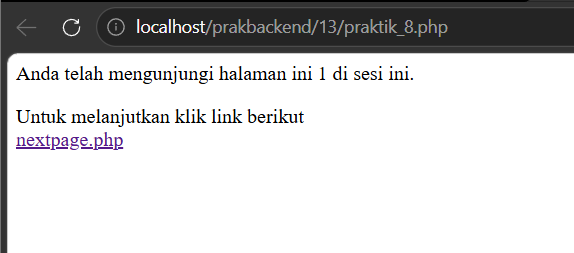 localhost/prakbackend/13/praktik_8.php
Anda telah mengunjungi halaman ini 1 di sesi ini.
Untuk melanjutkan klik link berikut
nextpage.php